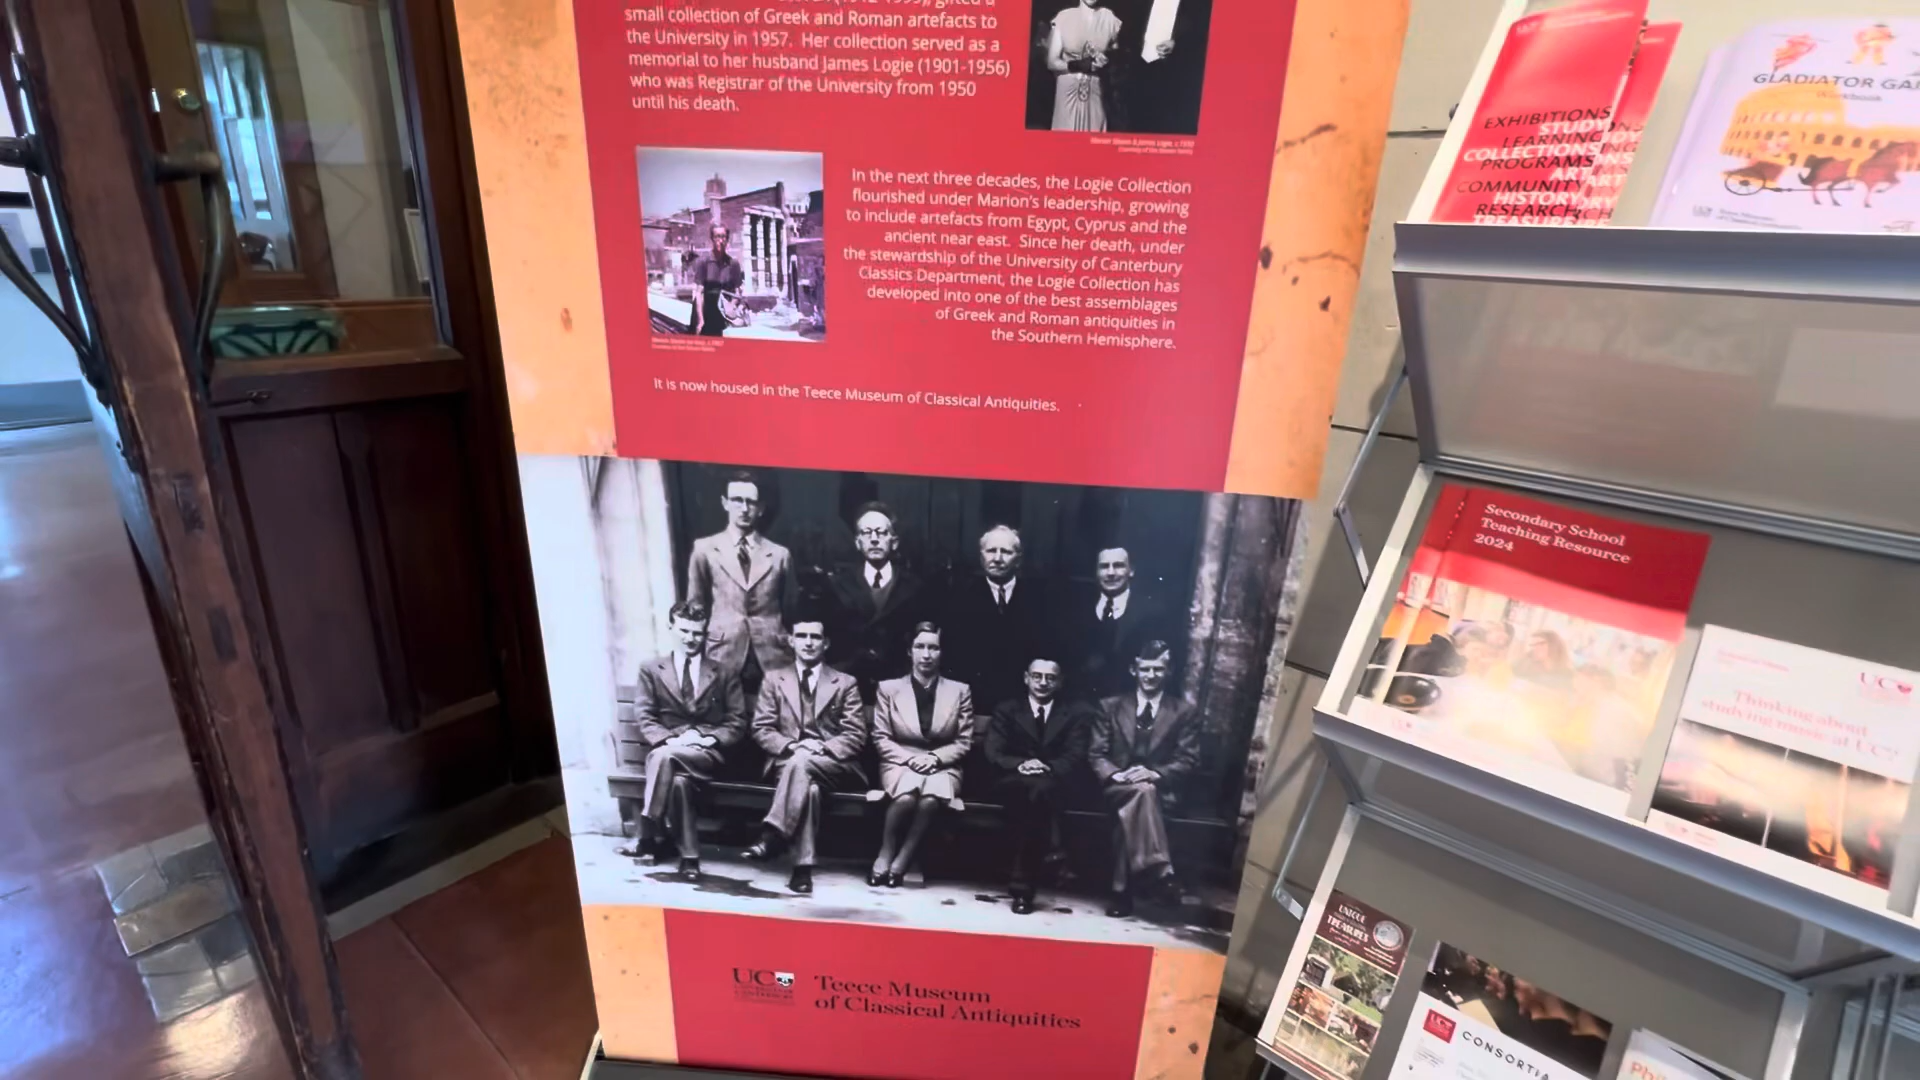 small collection of Greek and Roman artefacts to
the University in 1957. Her collection served as a
memorial to her husband James Logie (1901-1956)
who was Registrar of the University from 1950
until his death.
In the next three decades, the Logie Collection
flourished under Marion's leadership, growing
to include artefacts from Egypt, Cyprus and the
ancient near east. Since her death, under
the stewardship of the University of Canterbury
Classics Department, the Logie Collection has
developed into one of the best assemblages
of Greek and Roman antiquities in
the Southern Hemisphere.
It is now housed in the Teece Museum of Classical Antiquities.
UC
Teece Museum
of Classical Antiquities
EXHIBITIONS
STUDY
LEARNING
COLLECTIONS
PROGRAMS
ART
COMMUNITY
HISTORY
RESEARCH
GLADIATOR
Workbook
Secondary School
Teaching Resource
2024
UC
Thinking about
studying music at UC?
UNIQUE
TREASURES
UC